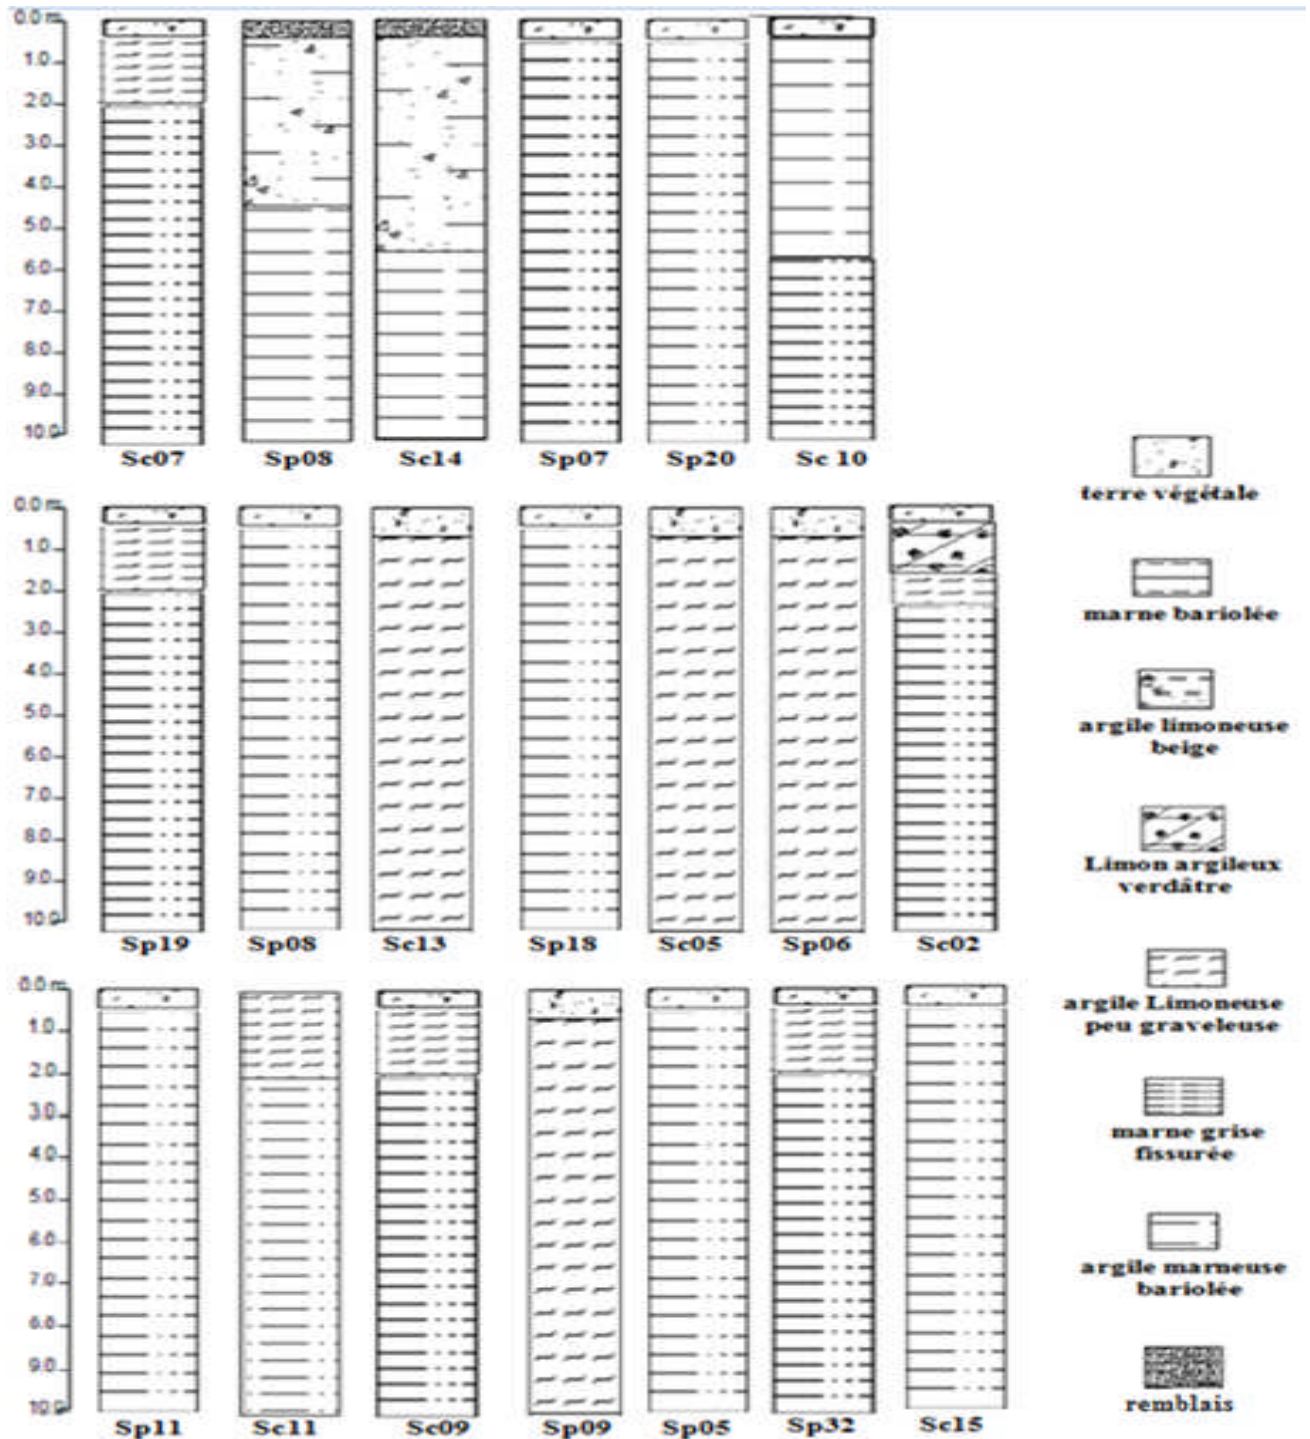 0.0 m
1.0
2.0
3.0
4.0
5.0
6.0
7.0
8.0
9.0
10.0
Sc07 Sp08 Sc14 Sp07 Sp20 Sc 10
0.0 m
1.0
2.0
3.0
4.0
5.0
6.0
7.0
8.0
9.0
10.0
Sp19 Sp08 Sc13 Sp18 Sc05 Sp06 Sc02
0.0 m
1.0
2.0
3.0
4.0
5.0
6.0
7.0
8.0
9.0
10.0
Sp11 Sc11 Sc09 Sp09 Sp05 Sp32 Sc15
terre végétale
marne bariolée
argile limoneuse
beige
Limon argileux
verdâtre
argile Limoneuse
peu graveleuse
marne grise
fissurée
argile marneuse
bariolée
remblais